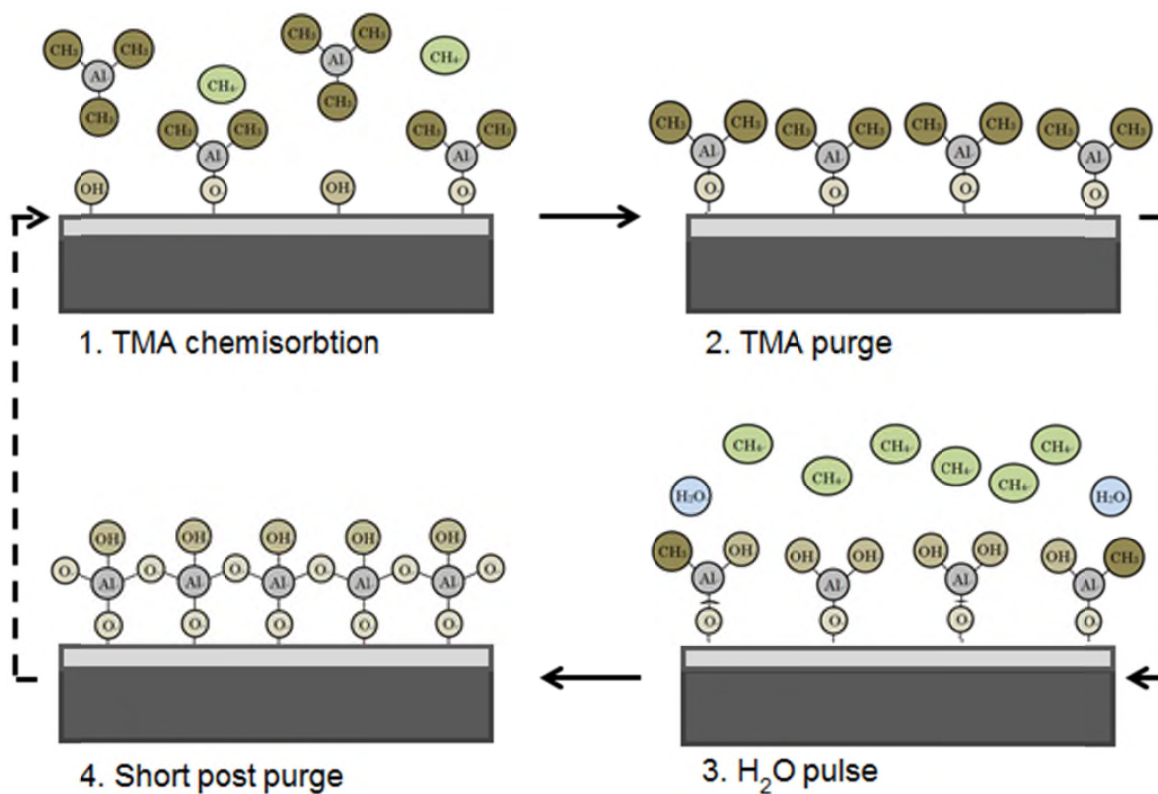 CH₃ CH₃ CH₃ CH₃ CH₄
Al CH₄ Al
CH₃ CH₃ CH₃ CH₃ CH₃ CH₃
Al Al
OH O OH O
1. TMA chemisorbtion
CH₃ CH₃ CH₃ CH₃ CH₃ CH₃ CH₃ CH₃
Al Al Al Al
O O O O
2. TMA purge
CH₄ CH₄ CH₄ CH₄ CH₄ CH₄
H₂O H₂O
CH₃ OH OH OH OH OH OH CH₃
Al Al Al Al
O O O O
3. H₂O pulse
OH OH OH OH OH
O Al O Al O Al O Al O Al O
O O O O O
4. Short post purge